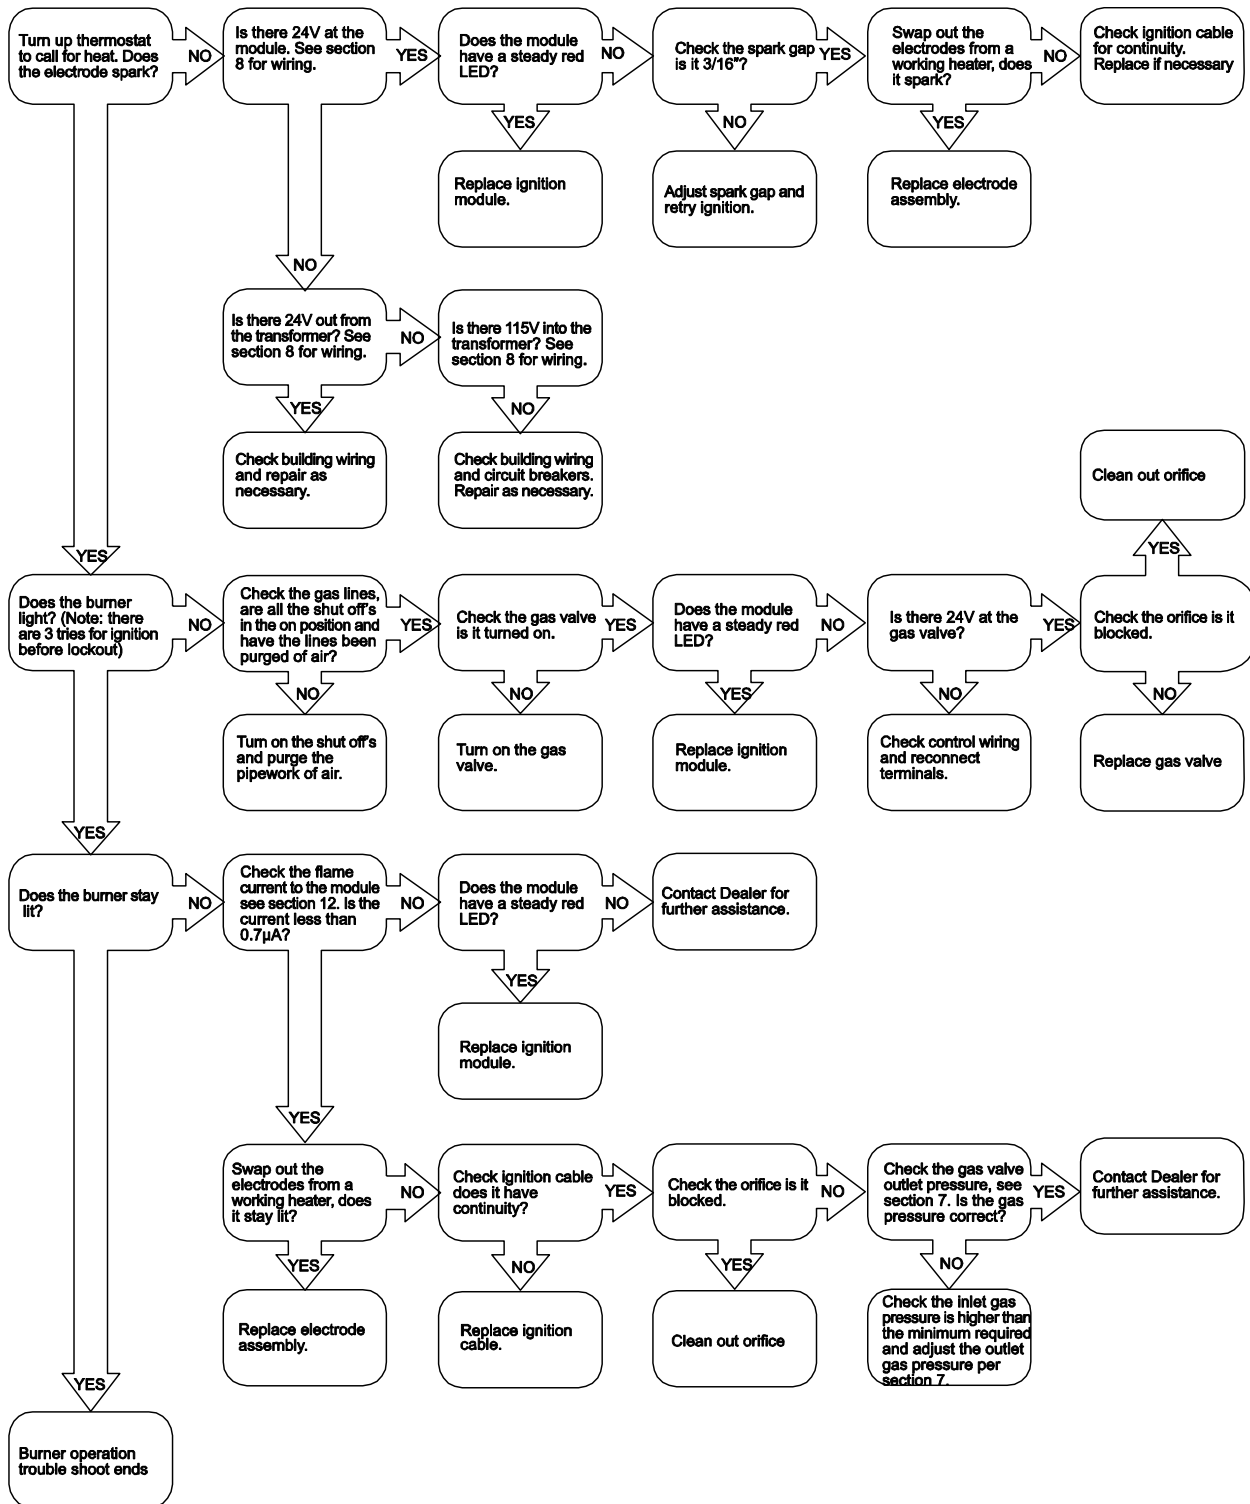 Turn up thermostat
to call for heat. Does
the electrode spark?
NO
Is there 24V at the
module. See section
8 for wiring.
YES
Does the module
have a steady red
LED?
NO
Check the spark gap
is it 3/16"?
YES
Swap out the
electrodes from a
working heater, does
it spark?
NO
Check ignition cable
for continuity.
Replace if necessary
YES
NO
YES
Replace ignition
module.
Adjust spark gap and
retry ignition.
Replace electrode
assembly.
NO
Is there 24V out from
the transformer? See
section 8 for wiring.
NO
Is there 115V into the
transformer? See
section 8 for wiring.
YES
NO
Check building wiring
and repair as
necessary.
Check building wiring
and circuit breakers.
Repair as necessary.
Clean out orifice
YES
YES
Does the burner
light? (Note: there
are 3 tries for ignition
before lockout)
NO
Check the gas lines,
are all the shut off's
in the on position and
have the lines been
purged of air?
YES
Check the gas valve
is it turned on.
YES
Does the module
have a steady red
LED?
NO
Is there 24V at the
gas valve?
YES
Check the orifice is it
blocked.
NO
NO
YES
NO
NO
Turn on the shut off's
and purge the
pipework of air.
Turn on the gas
valve.
Replace ignition
module.
Check control wiring
and reconnect
terminals.
Replace gas valve
YES
Does the burner stay
lit?
NO
Check the flame
current to the module
see section 12. Is the
current less than
0.7µA?
NO
Does the module
have a steady red
LED?
NO
Contact Dealer for
further assistance.
YES
Replace ignition
module.
YES
Swap out the
electrodes from a
working heater, does
it stay lit?
NO
Check ignition cable
does it have
continuity?
YES
Check the orifice is it
blocked.
NO
Check the gas valve
outlet pressure, see
section 7. Is the gas
pressure correct?
YES
Contact Dealer for
further assistance.
YES
NO
YES
NO
Replace electrode
assembly.
Replace ignition
cable.
Clean out orifice
Check the inlet gas
pressure is higher than
the minimum required
and adjust the outlet
gas pressure per
section 7.
YES
Burner operation
trouble shoot ends